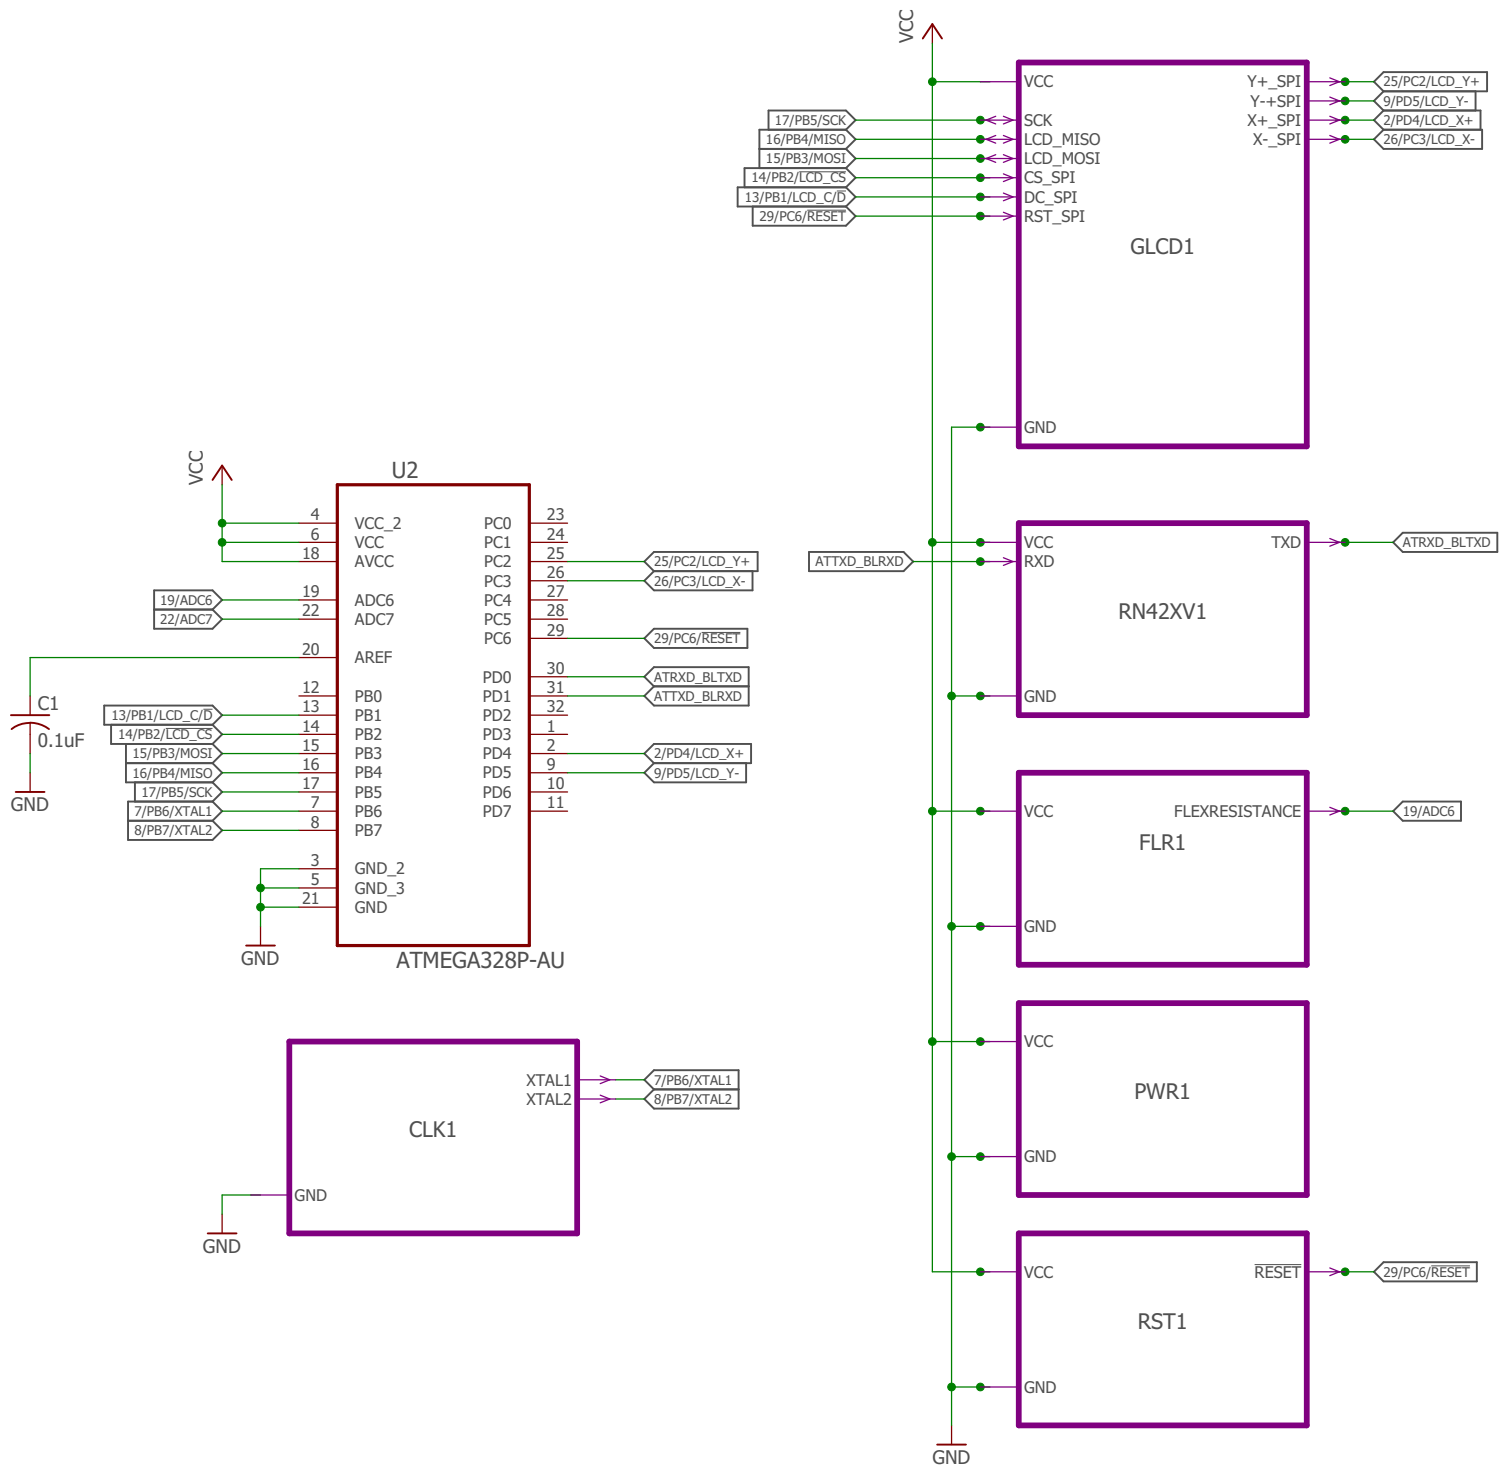 VCC
VCC
SCK
LCD_MISO
LCD_MOSI
CS_SPI
DC_SPI
RST_SPI
GND
Y+_SPI
Y-+SPI
X+_SPI
X-_SPI
GLCD1
17/PB5/SCK
16/PB4/MISO
15/PB3/MOSI
14/PB2/LCD_CS
13/PB1/LCD_C/D
29/PC6/RESET
25/PC2/LCD_Y+
9/PD5/LCD_Y-
2/PD4/LCD_X+
26/PC3/LCD_X-
VCC
U2
4 VCC_2
6 VCC
18 AVCC
19 ADC6
22 ADC7
20 AREF
12 PB0
13 PB1
14 PB2
15 PB3
16 PB4
17 PB5
7 PB6
8 PB7
3 GND_2
5 GND_3
21 GND
PC0 23
PC1 24
PC2 25
PC3 26
PC4 27
PC5 28
PC6 29
PD0 30
PD1 31
PD2 32
PD3 1
PD4 2
PD5 9
PD6 10
PD7 11
ATMEGA328P-AU
19/ADC6
22/ADC7
C1
0.1uF
GND
13/PB1/LCD_C/D
14/PB2/LCD_CS
15/PB3/MOSI
16/PB4/MISO
17/PB5/SCK
7/PB6/XTAL1
8/PB7/XTAL2
GND
25/PC2/LCD_Y+
26/PC3/LCD_X-
29/PC6/RESET
ATRXD_BLTXD
ATTXD_BLRXD
2/PD4/LCD_X+
9/PD5/LCD_Y-
ATTXD_BLRXD
VCC
RXD
GND
TXD
RN42XV1
ATRXD_BLTXD
VCC
FLEXRESISTANCE
FLR1
GND
19/ADC6
VCC
PWR1
GND
XTAL1
XTAL2
CLK1
GND
7/PB6/XTAL1
8/PB7/XTAL2
GND
VCC
RESET
RST1
GND
29/PC6/RESET
GND